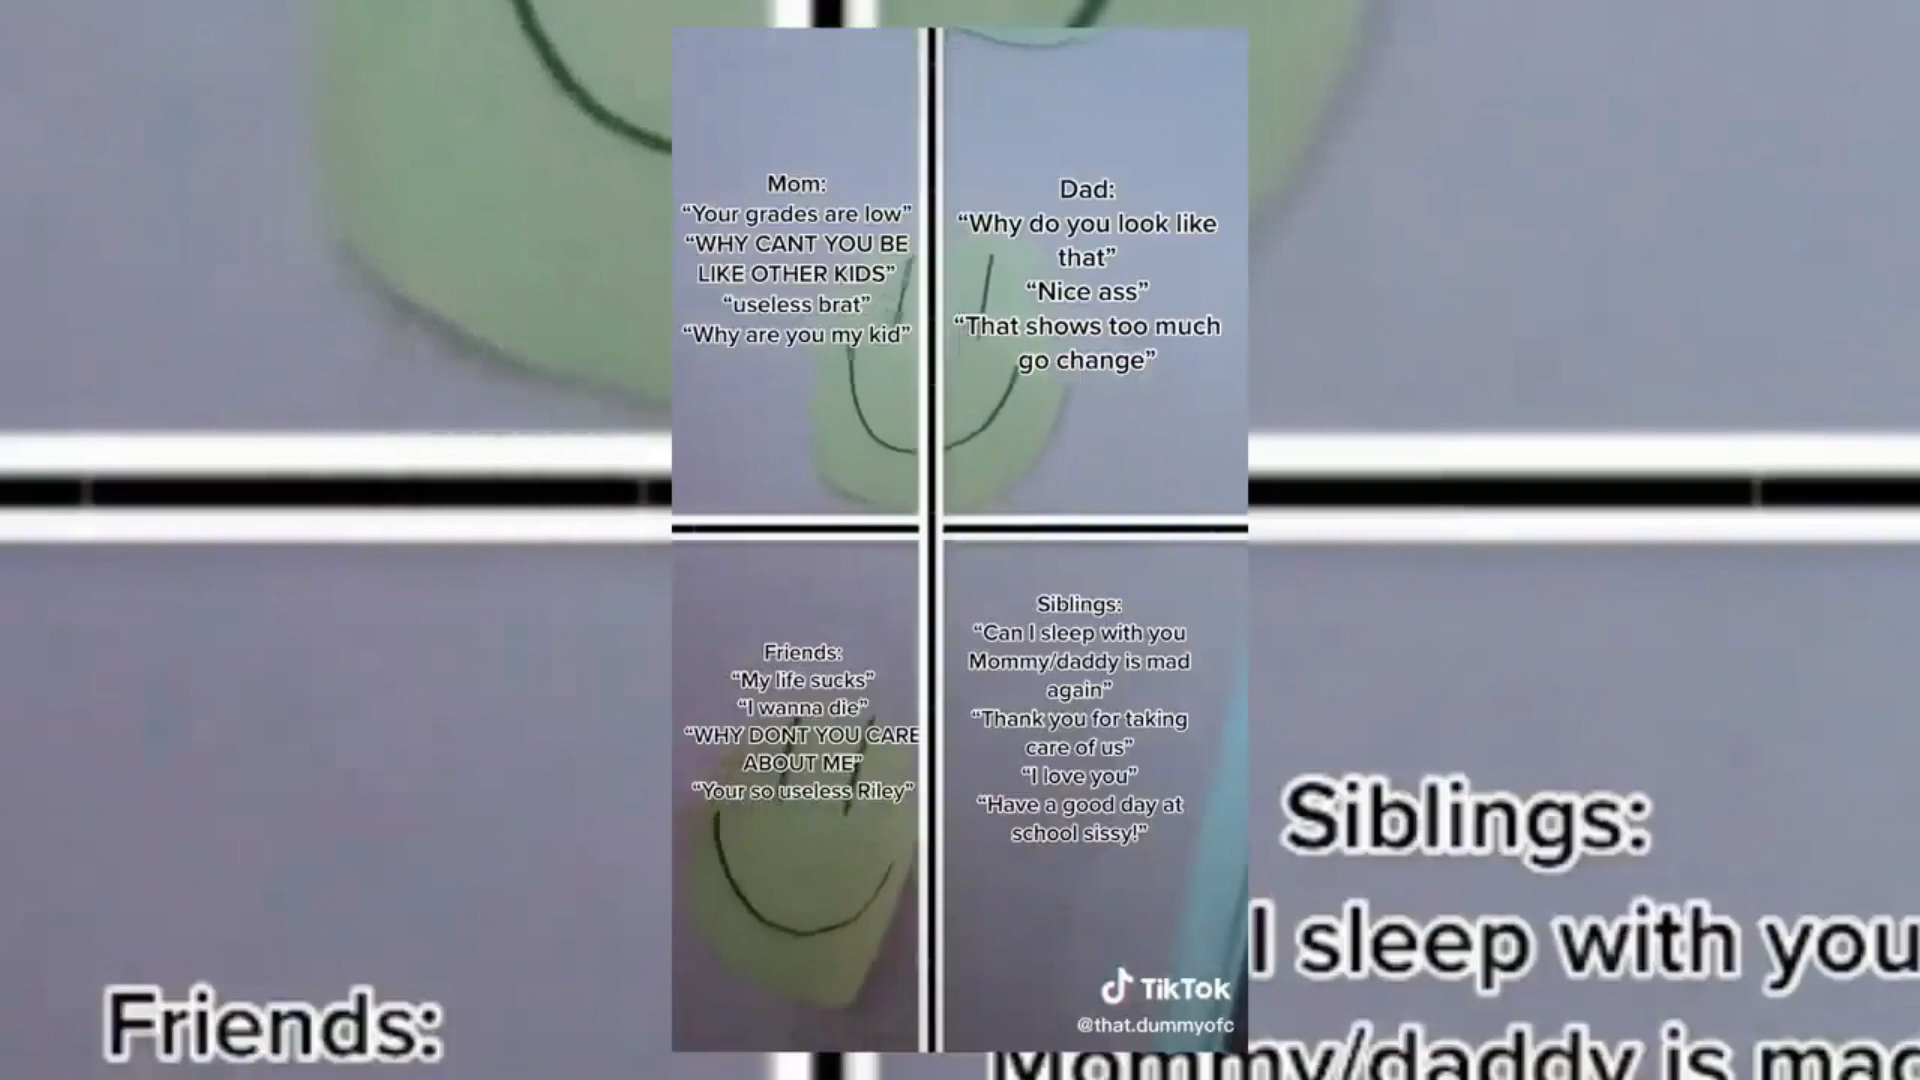 Mom:
“Your grades are low”
“WHY CANT YOU BE
LIKE OTHER KIDS”
“useless brat”
“Why are you my kid”
Dad:
“Why do you look like
that”
“Nice ass”
“That shows too much
go change”
Friends:
“My life sucks”
“I wanna die”
“WHY DONT YOU CARE
ABOUT ME”
“Your so useless Riley”
Siblings:
“Can I sleep with you
Mommy/daddy is mad
again”
“Thank you for taking
care of us”
“I love you”
“Have a good day at
school sissy!”
TikTok
@that.dummyofc
Friends:
Siblings:
I sleep with you
Mommy/daddy is mad